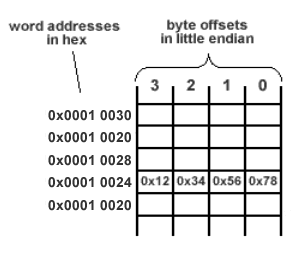 word addresses
in hex
byte offsets
in little endian
3 2 1 0
0x0001 0030
0x0001 0020
0x0001 0028
0x0001 0024 0x12 0x34 0x56 0x78
0x0001 0020